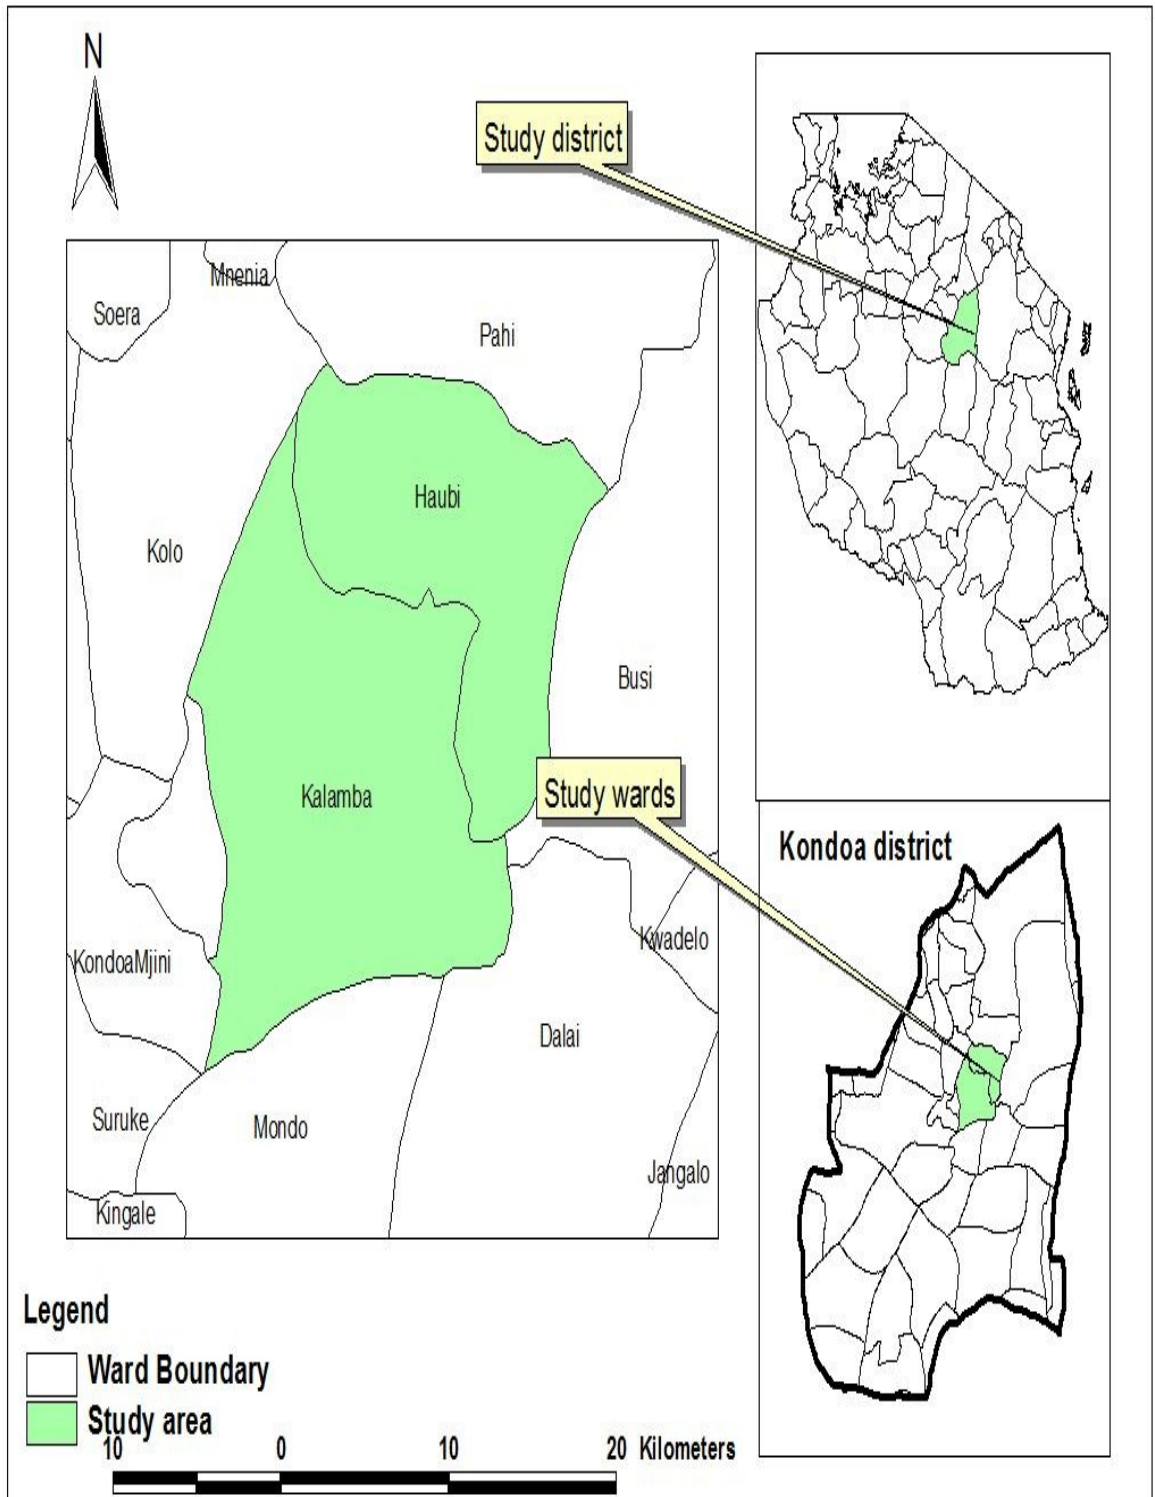 N
Study district
Mnenia
Soera
Pahi
Haubi
Kolo
Busi
Study wards
Kalamba
Kondoa district
Kwadelo
KondoaMjini
Dalai
Suruke
Mondo
Jangalo
Kingale
Legend
Ward Boundary
Study area
10 0 10 20 Kilometers